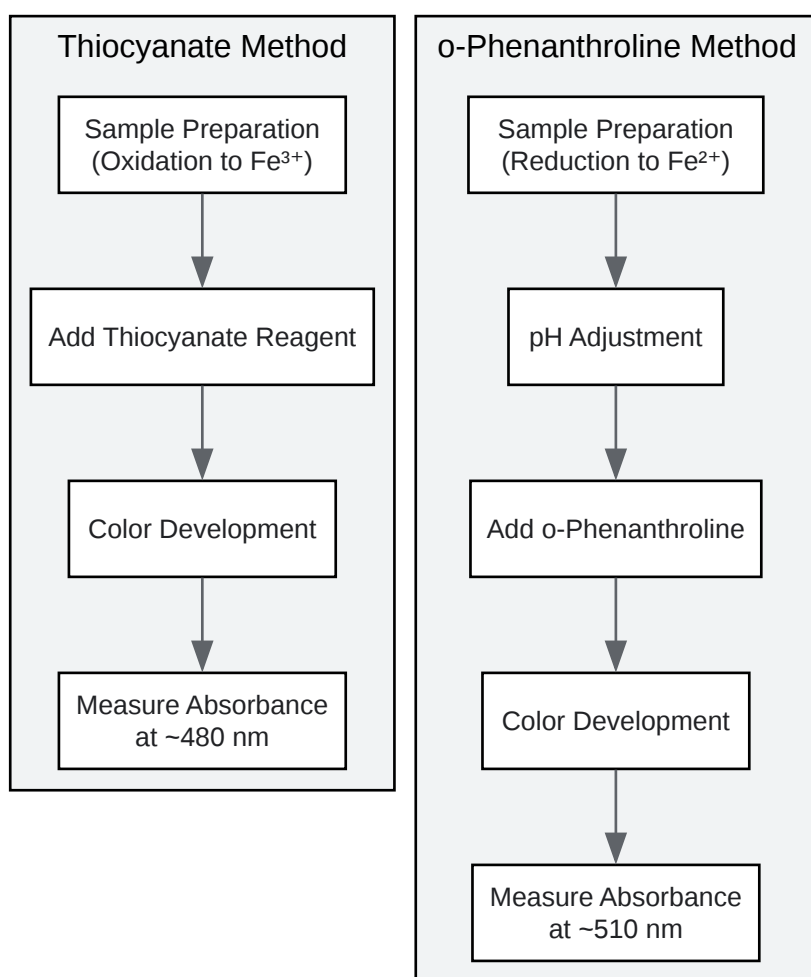 Thiocyanate Method
Sample Preparation
(Oxidation to Fe³⁺)
Add Thiocyanate Reagent
Color Development
Measure Absorbance
at ~480 nm
o-Phenanthroline Method
Sample Preparation
(Reduction to Fe²⁺)
pH Adjustment
Add o-Phenanthroline
Color Development
Measure Absorbance
at ~510 nm